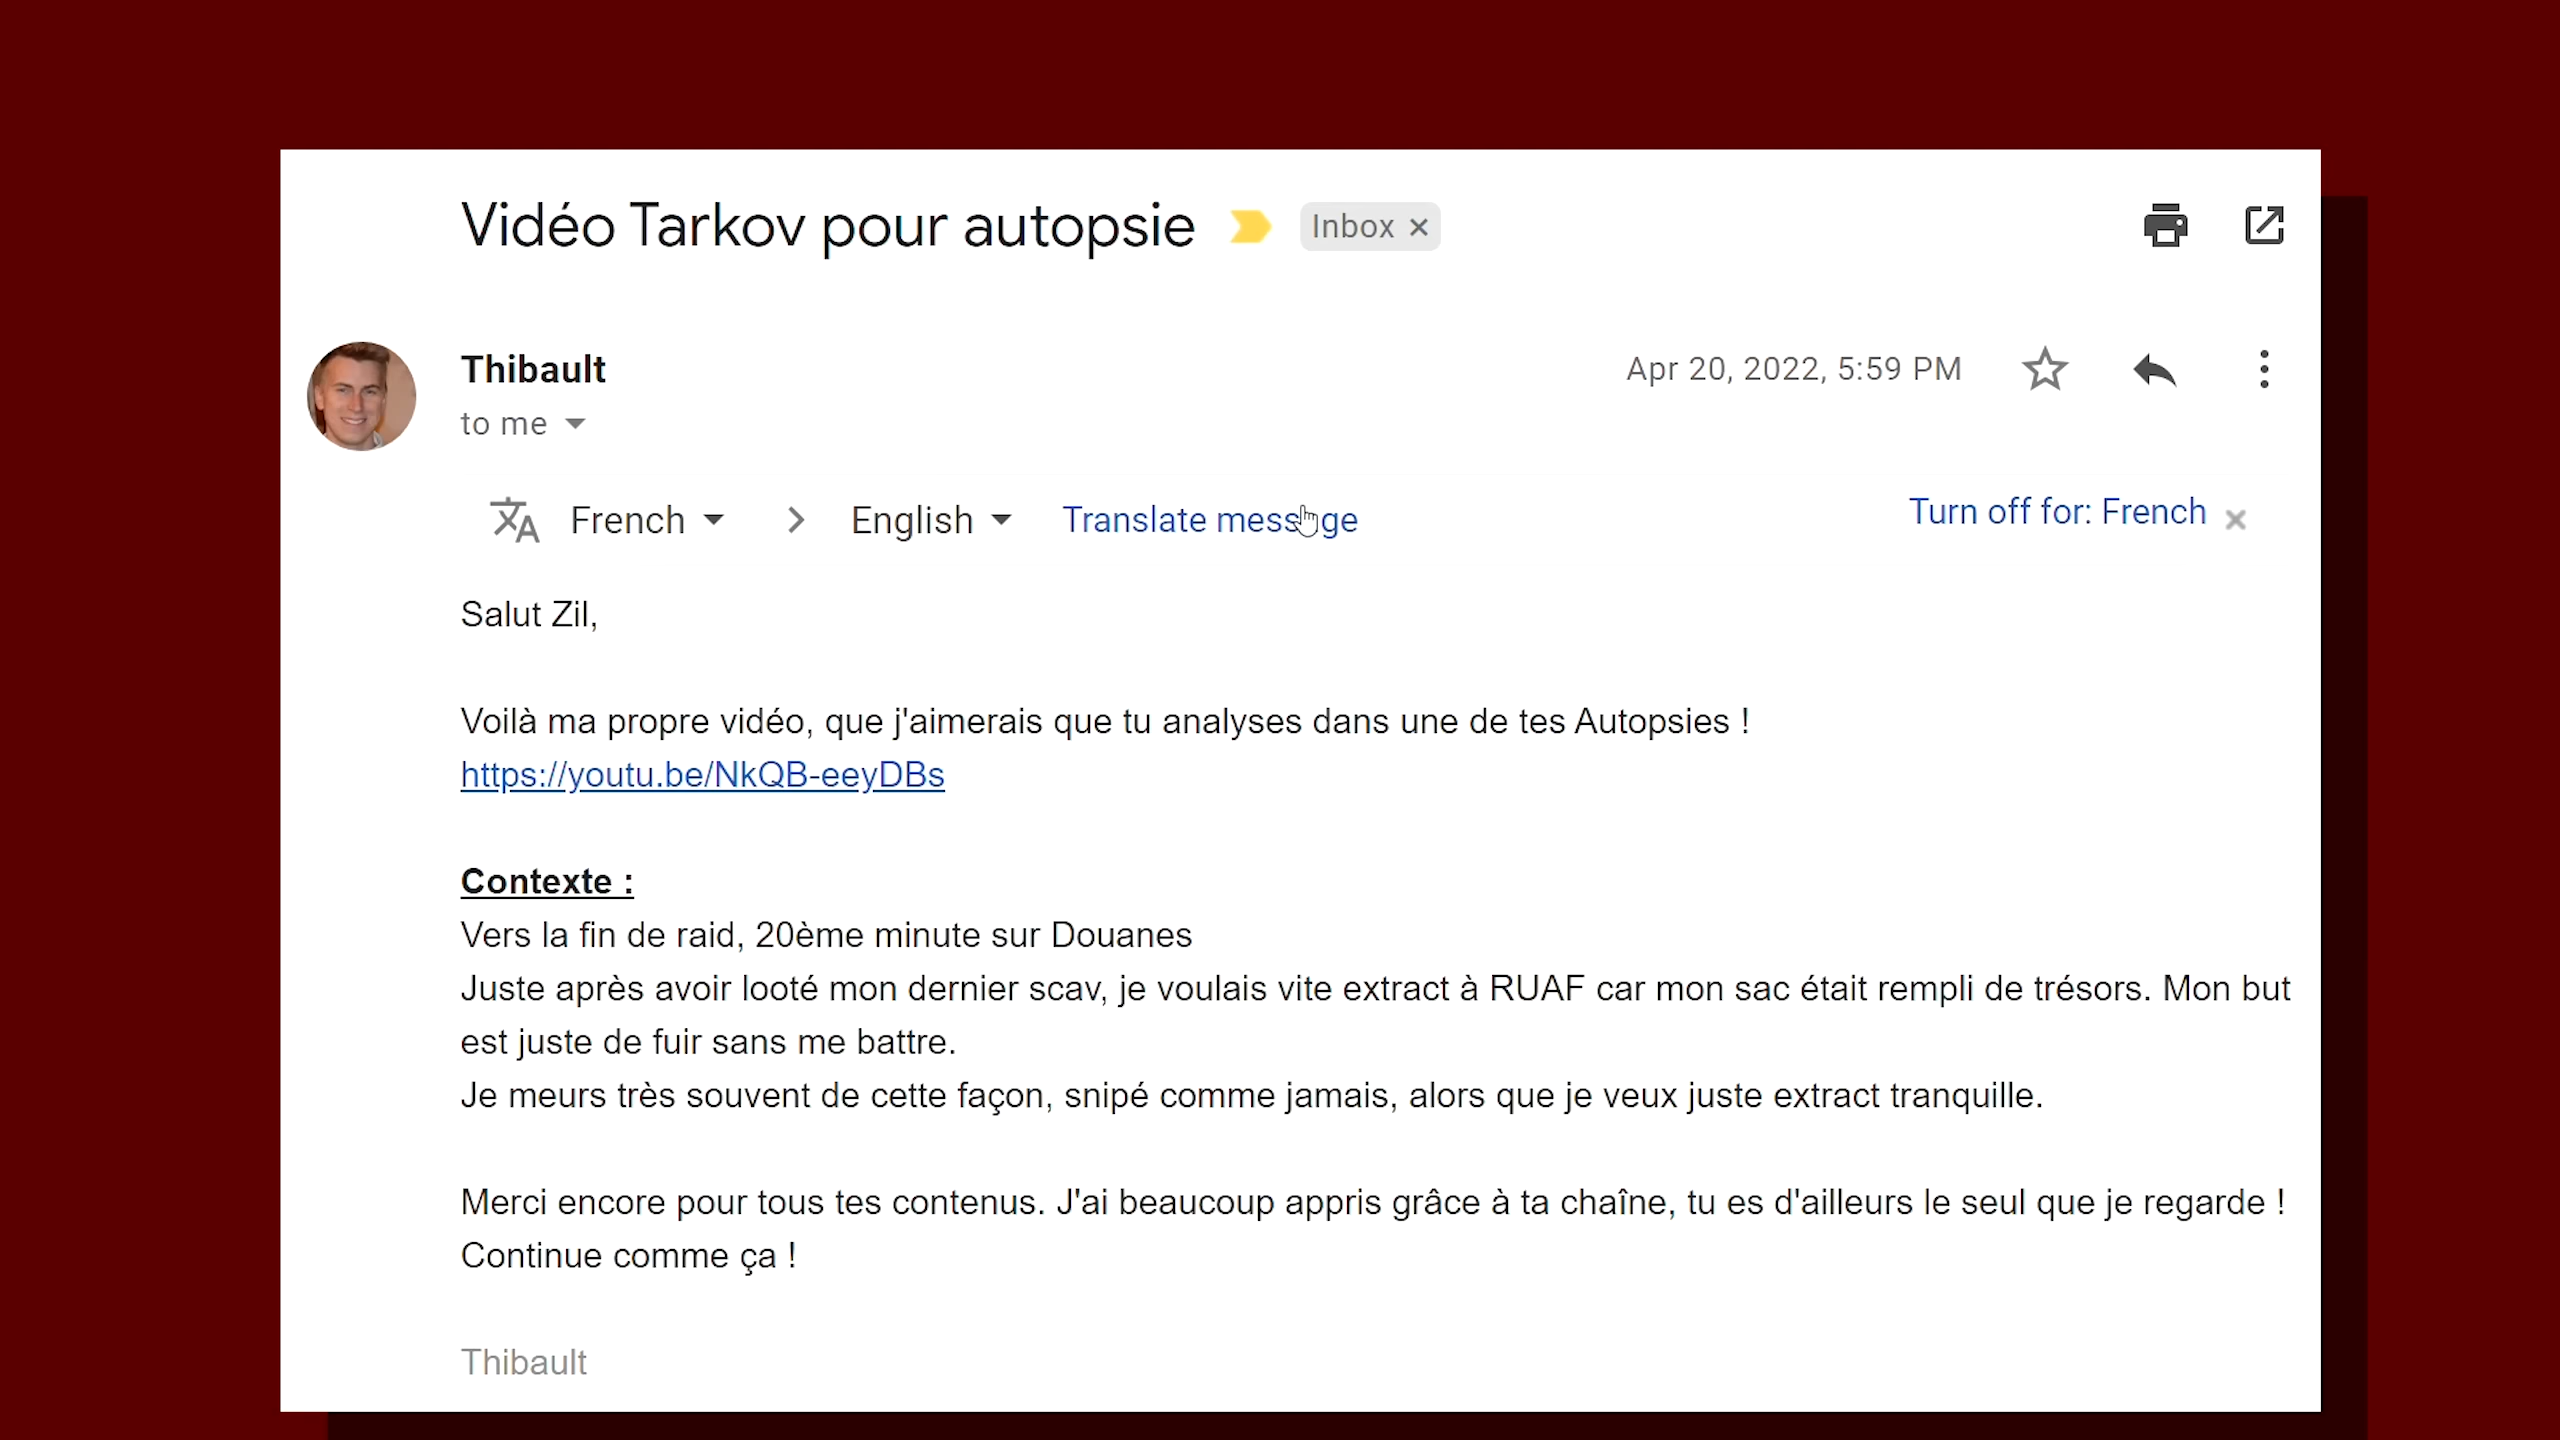 Vidéo Tarkov pour autopsie Inbox ×
Thibault Apr 20, 2022, 5:59 PM
to me
French > English Translate message Turn off for: French ×
Salut Zil,
Voilà ma propre vidéo, que j'aimerais que tu analyses dans une de tes Autopsies !
https://youtu.be/NkQB-eeyDBs
Contexte :
Vers la fin de raid, 20ème minute sur Douanes
Juste après avoir looté mon dernier scav, je voulais vite extract à RUAF car mon sac était rempli de trésors. Mon but
est juste de fuir sans me battre.
Je meurs très souvent de cette façon, snipé comme jamais, alors que je veux juste extract tranquille.
Merci encore pour tous tes contenus. J'ai beaucoup appris grâce à ta chaîne, tu es d'ailleurs le seul que je regarde !
Continue comme ça !
Thibault